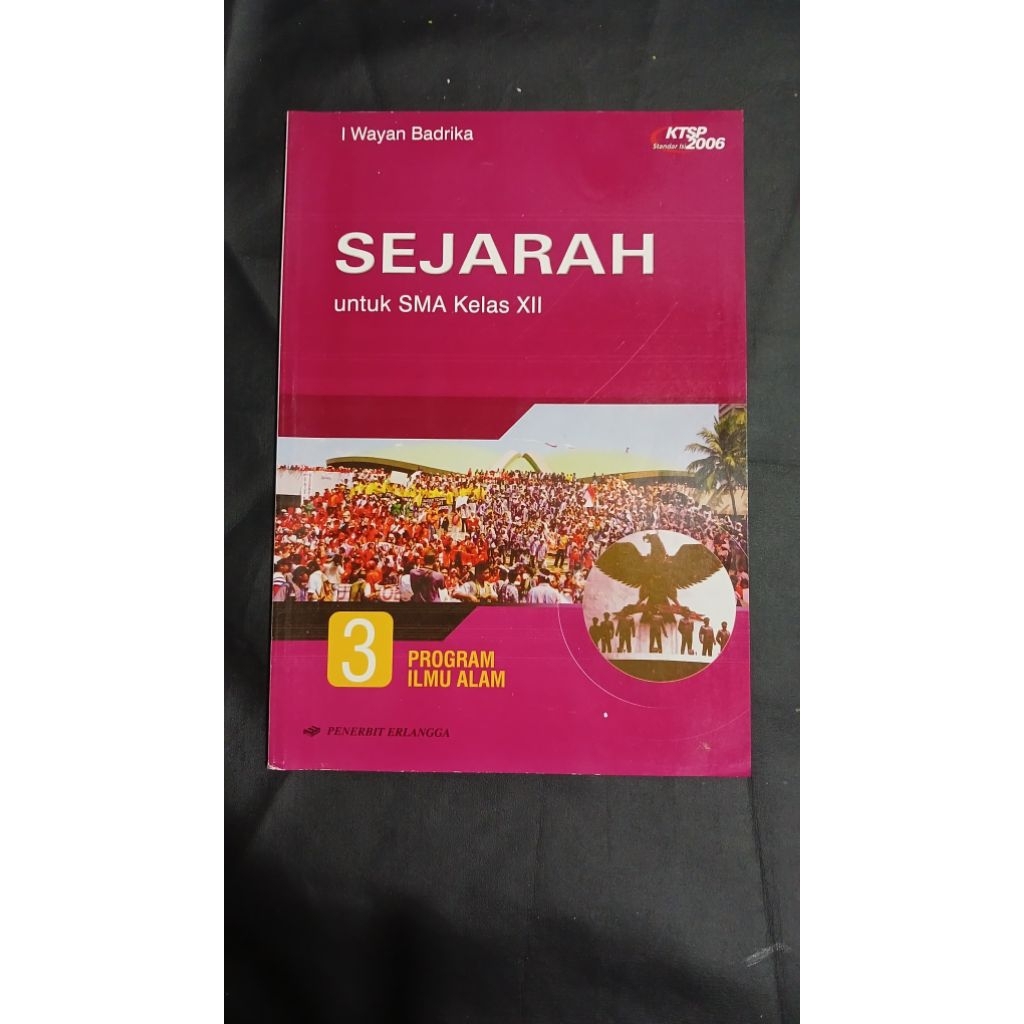 I Wayan Badrika
KTSP
Standar Isi 2006
SEJARAH
untuk SMA Kelas XII
3
PROGRAM
ILMU ALAM
PENERBIT ERLANGGA